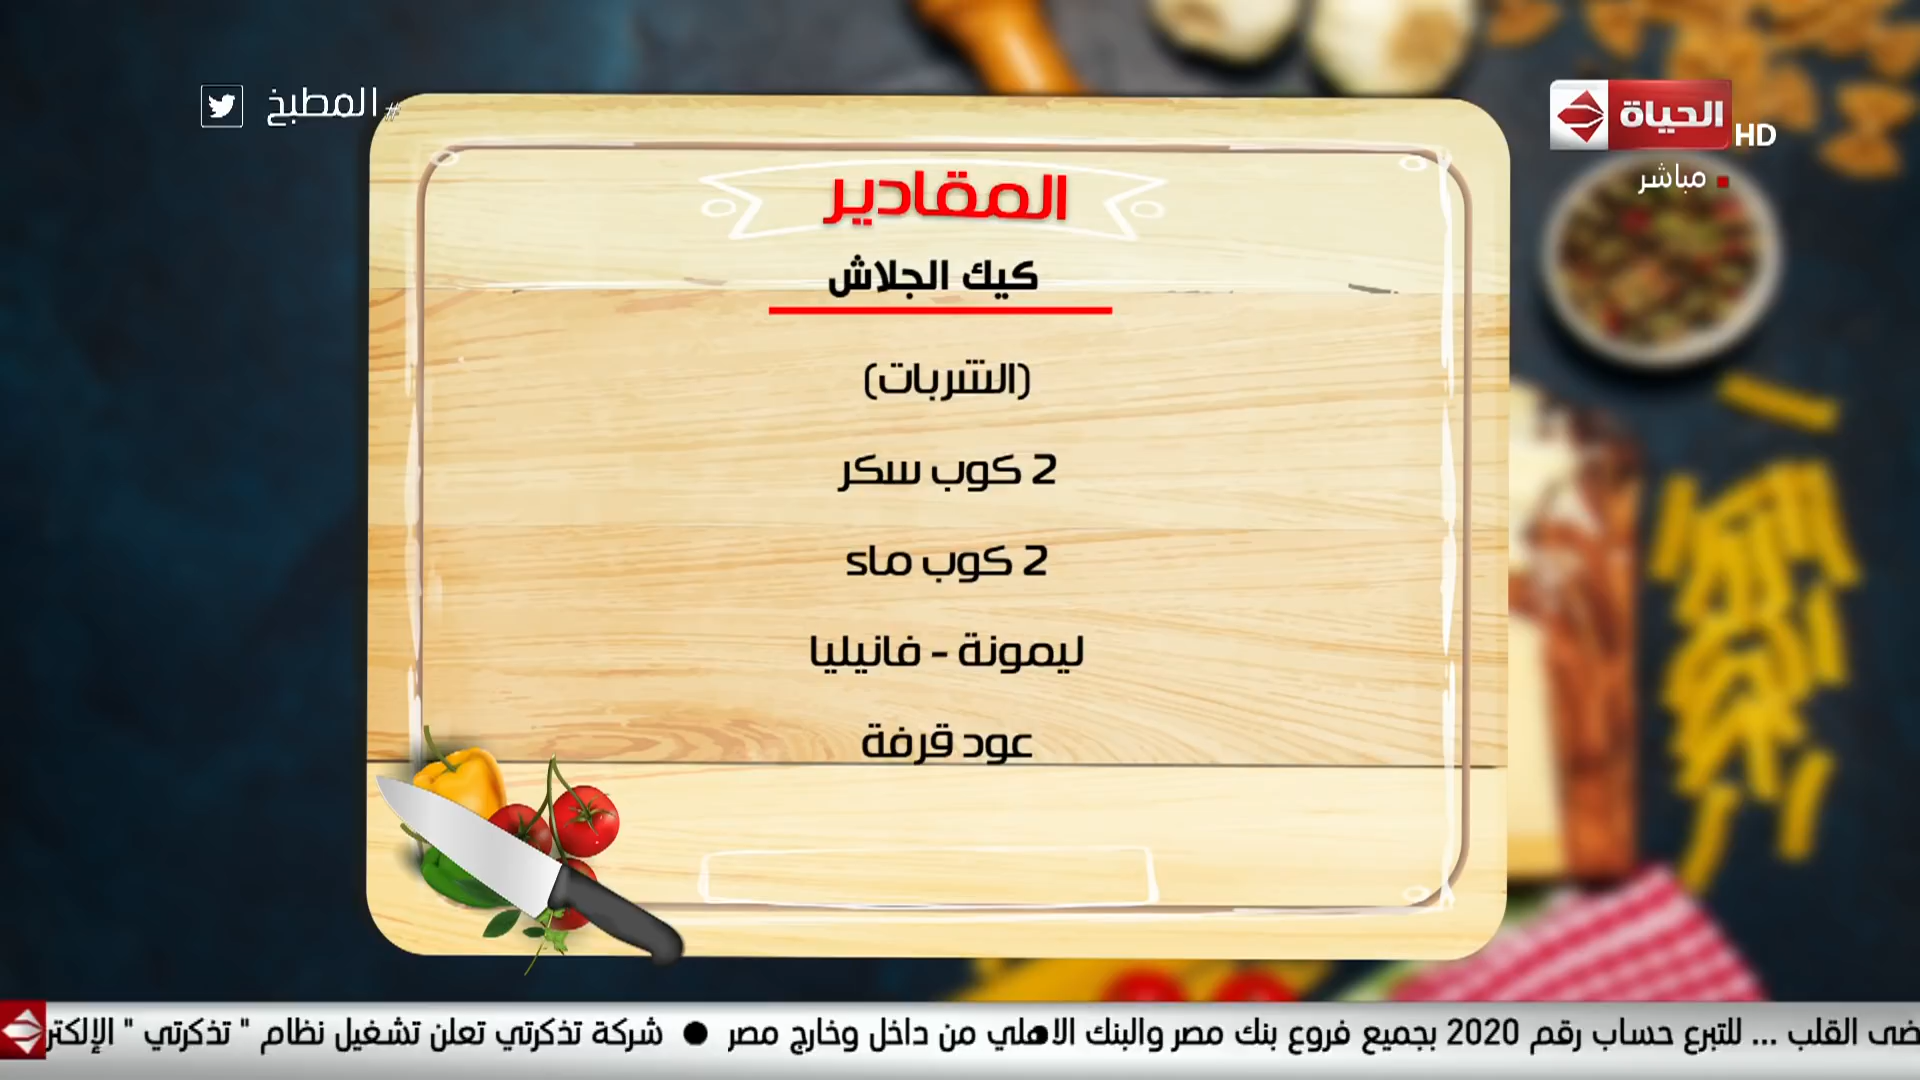 #المطبخ
الحياة HD
مباشر
المقادير
كيك الجلاش
(الشربات)
2 كوب سكر
2 كوب ماء
ليمونة - فانيليا
عود قرفة
القلب ... للتبرع حساب رقم 2020 بجميع فروع بنك مصر والبنك الاهلي من داخل وخارج مصر ● شركة تذكرتي تعلن تشغيل نظام " تذكرتي " الإلكتر